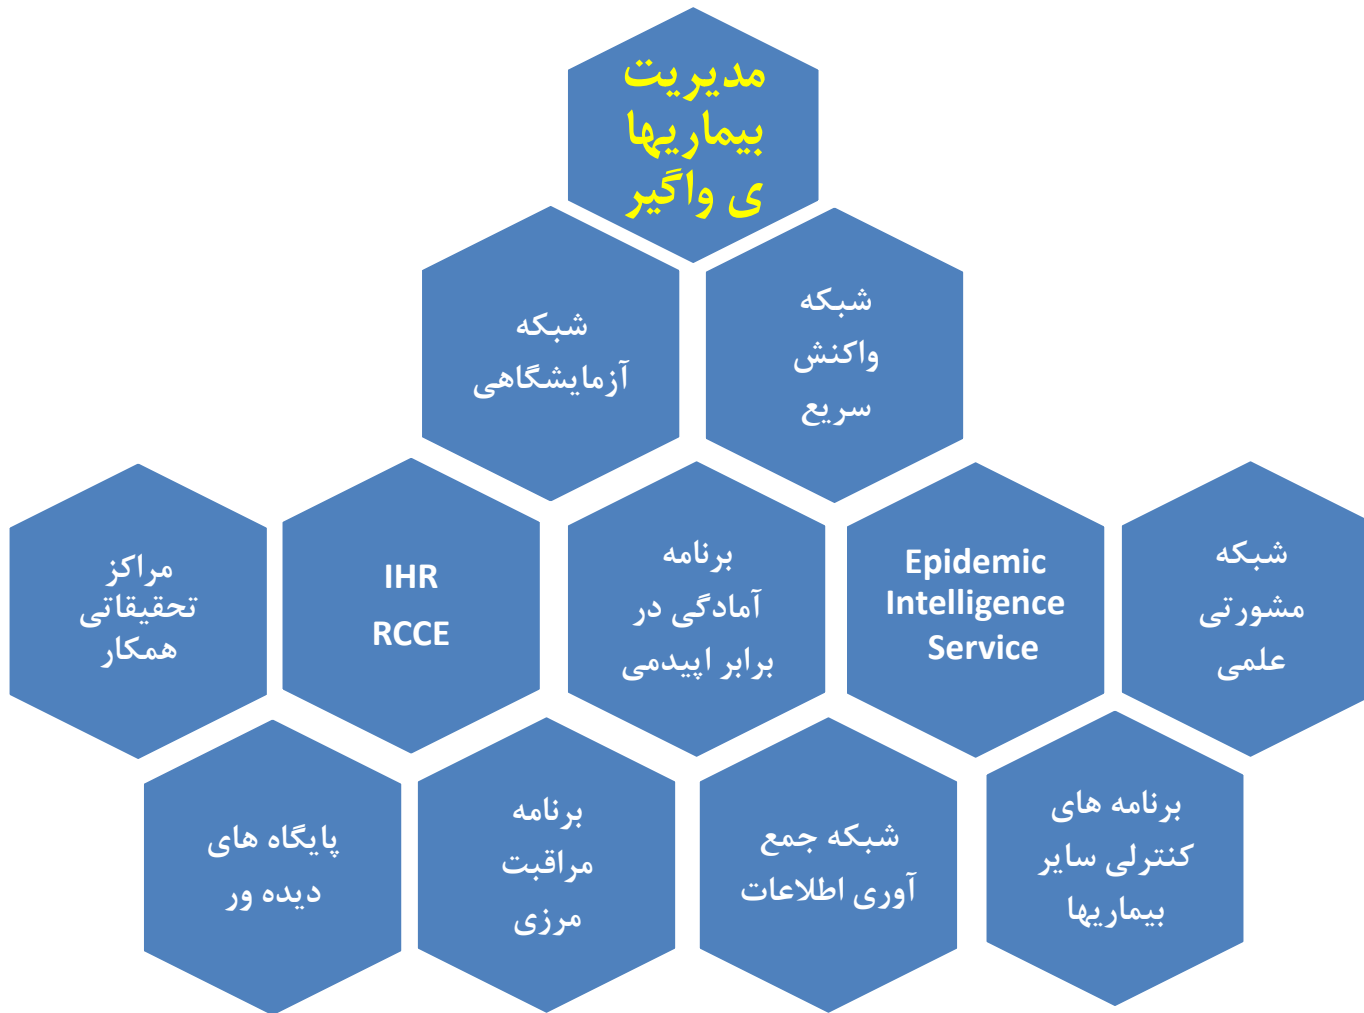 مدیریت
بیماریها
ی واگیر
شبکه
واکنش
سریع
شبکه
آزمایشگاهی
شبکه
مشورتی
علمی
Epidemic
Intelligence
Service
برنامه
آمادگی در
برابر اپیدمی
IHR
RCCE
مراکز
تحقیقاتی
همکار
برنامه های
کنترلی سایر
بیماریها
شبکه جمع
آوری اطلاعات
برنامه
مراقبت
مرزی
پایگاه های
دیده ور